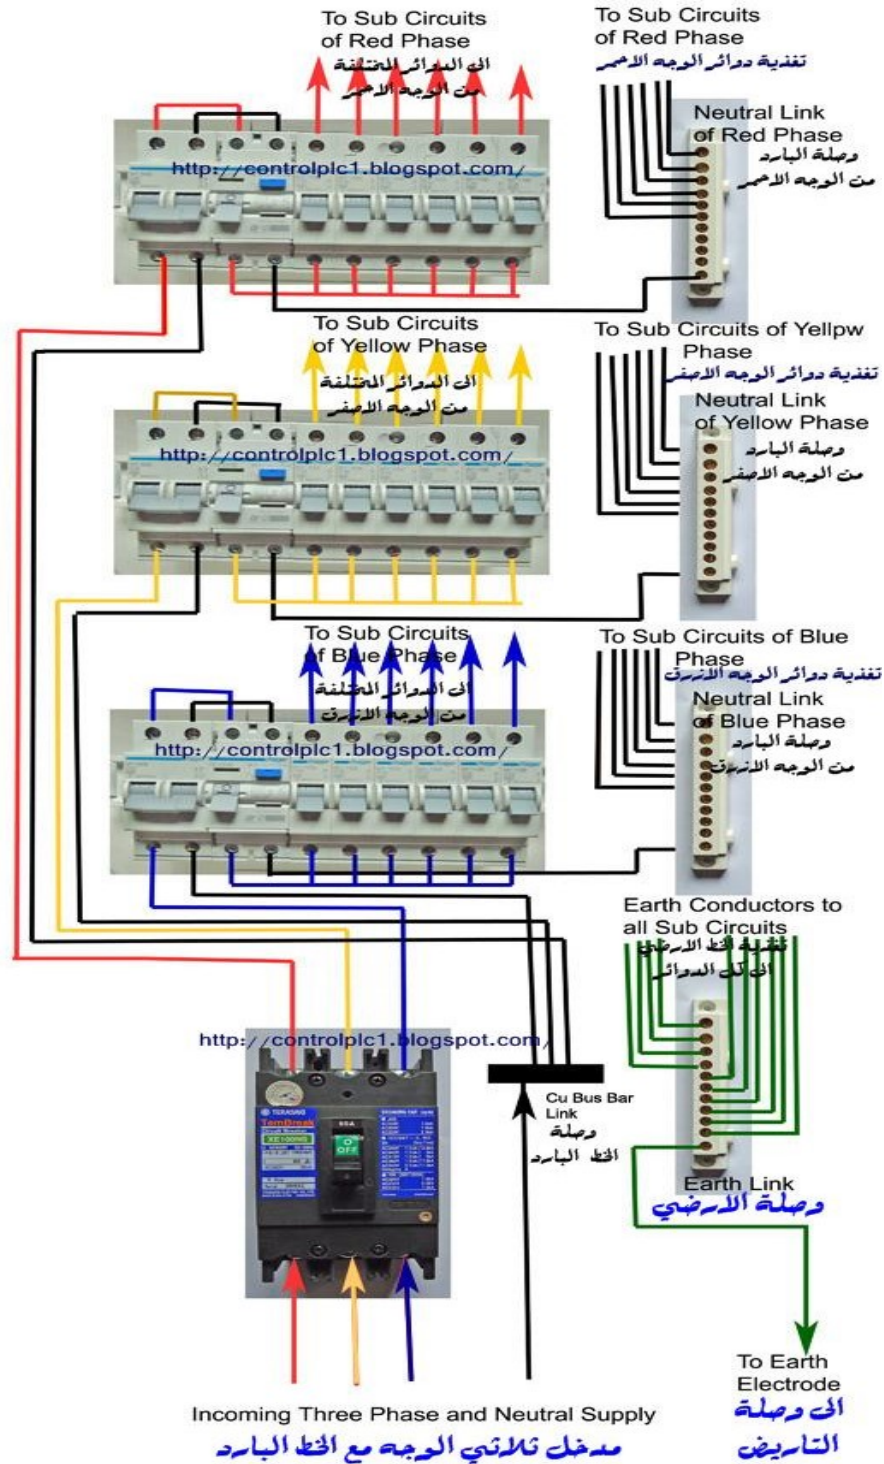 To Sub Circuits
of Red Phase
الى الدوائر المختلفة
من الوجه الاحمر
To Sub Circuits
of Red Phase
تغذية دوائر الوجه الاحمر
Neutral Link
of Red Phase
وصلة البارد
من الوجه الاحمر
http://controlplc1.blogspot.com/
To Sub Circuits
of Yellow Phase
الى الدوائر المختلفة
من الوجه الاصفر
To Sub Circuits of Yellpw
Phase
تغذية دوائر الوجه الاصفر
Neutral Link
of Yellow Phase
وصلة البارد
من الوجه الاصفر
http://controlplc1.blogspot.com/
To Sub Circuits
of Blue Phase
الى الدوائر المختلفة
من الوجه الازرق
To Sub Circuits of Blue
Phase
تغذية دوائر الوجه الازرق
Neutral Link
of Blue Phase
وصلة البارد
من الوجه الازرق
http://controlplc1.blogspot.com/
Earth Conductors to
all Sub Circuits
تغذية الخط الارضي
الى كل الدوائر
http://controlplc1.blogspot.com/
TERASAKI
TemBreak
Circuit Breaker
XE100NS
60A
OFF
Cu Bus Bar
Link
وصلة
الخط البارد
Earth Link
وصلة الارضي
To Earth
Electrode
الى وصلة
التاريض
Incoming Three Phase and Neutral Supply
مدخل ثلاثي الوجه مع الخط البارد